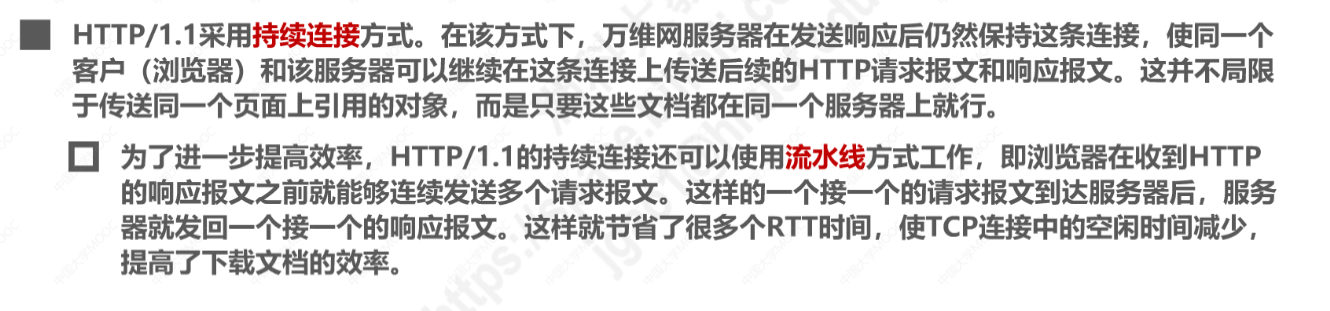 HTTP/1.1采用持续连接方式。在该方式下，万维网服务器在发送响应后仍然保持这条连接，使同一个
客户（浏览器）和该服务器可以继续在这条连接上传送后续的HTTP请求报文和响应报文。这并不局限
于传送同一个页面上引用的对象，而是只要这些文档都在同一个服务器上就行。
为了进一步提高效率，HTTP/1.1的持续连接还可以使用流水线方式工作，即浏览器在收到HTTP
的响应报文之前就能够连续发送多个请求报文。这样的一个接一个的请求报文到达服务器后，服务
器就发回一个接一个的响应报文。这样就节省了很多个RTT时间，使TCP连接中的空闲时间减少，
提高了下载文档的效率。